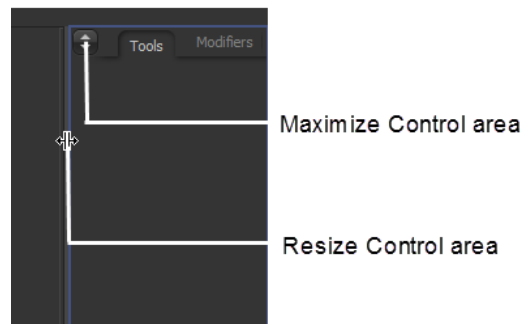 Tools Modifiers
Maximize Control area
Resize Control area